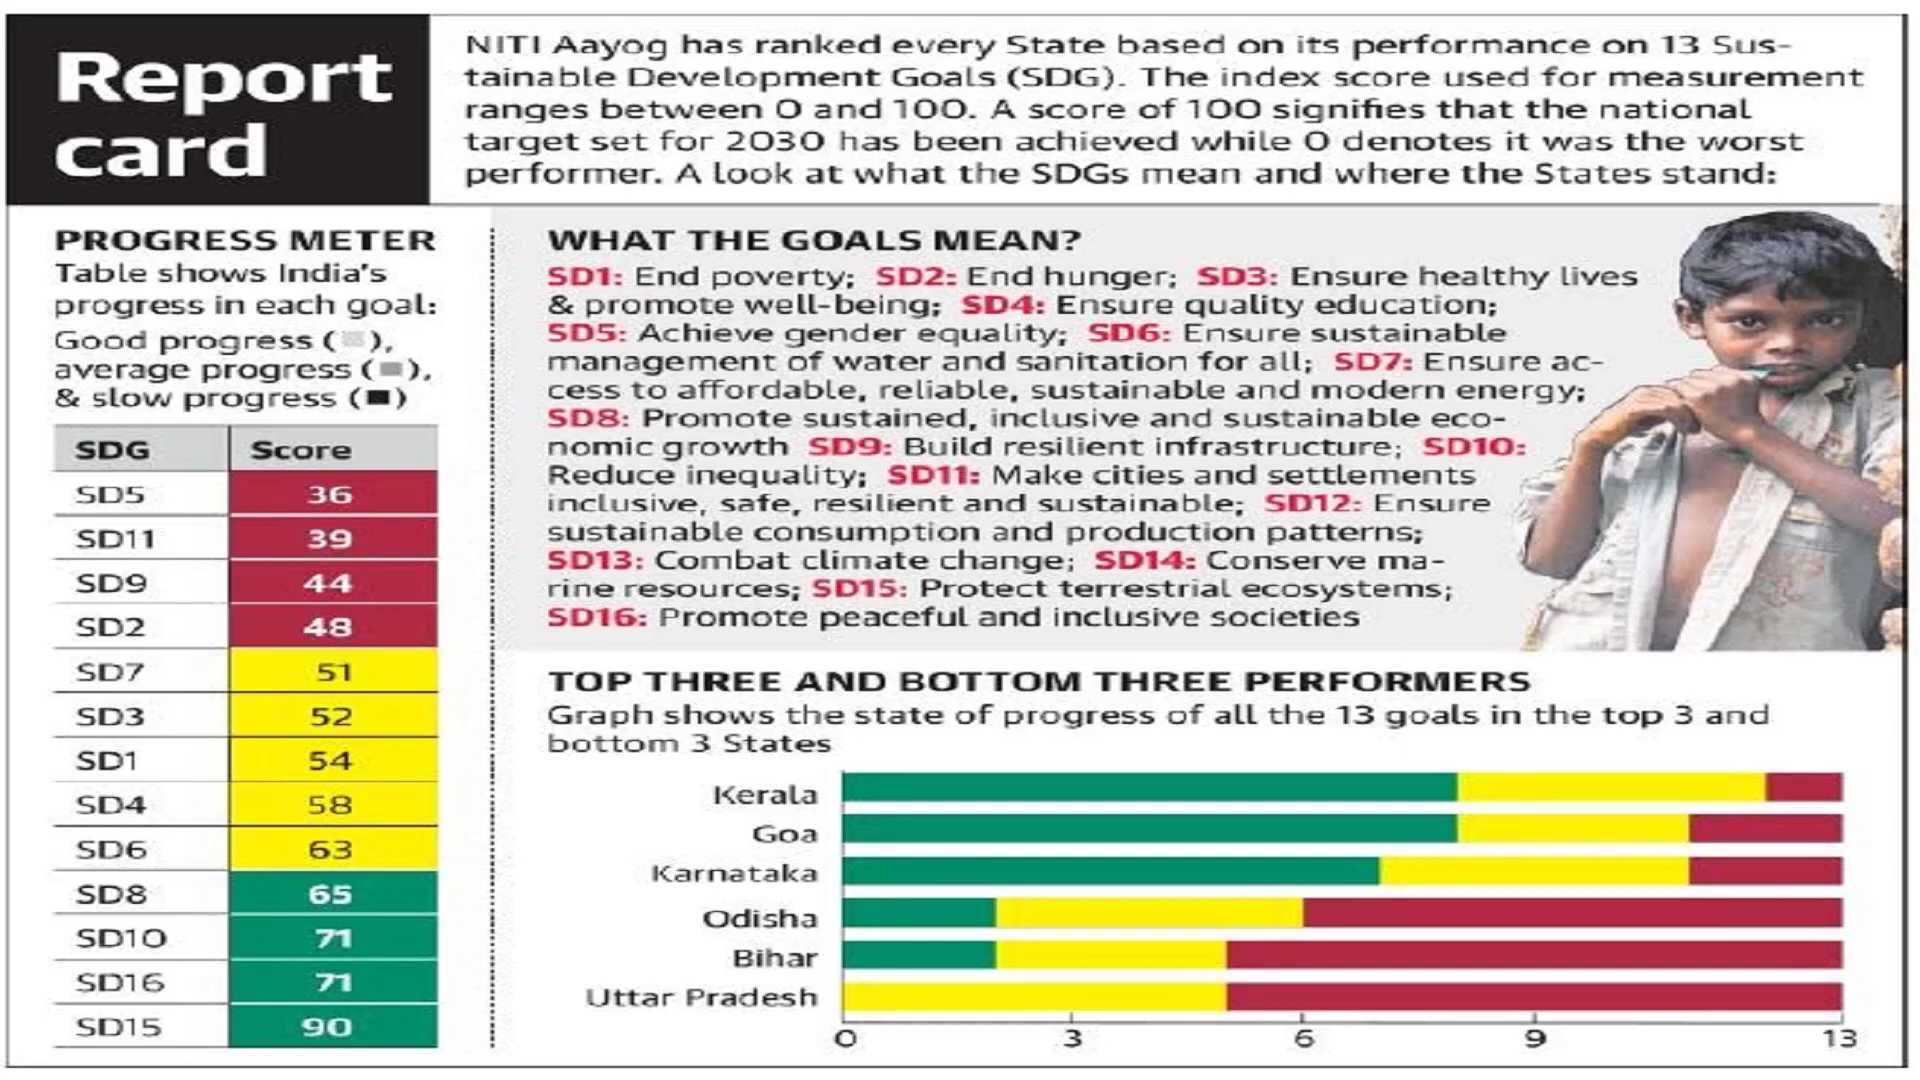 Report
card
NITI Aayog has ranked every State based on its performance on 13 Sus-
tainable Development Goals (SDG). The index score used for measurement
ranges between 0 and 100. A score of 100 signifies that the national
target set for 2030 has been achieved while 0 denotes it was the worst
performer. A look at what the SDGs mean and where the States stand:
PROGRESS METER
Table shows India's
progress in each goal:
Good progress ( ),
average progress ( ),
& slow progress ( )
SDG Score
SD5 36
SD11 39
SD9 44
SD2 48
SD7 51
SD3 52
SD1 54
SD4 58
SD6 63
SD8 65
SD10 71
SD16 71
SD15 90
WHAT THE GOALS MEAN?
SD1: End poverty; SD2: End hunger; SD3: Ensure healthy lives
& promote well-being; SD4: Ensure quality education;
SD5: Achieve gender equality; SD6: Ensure sustainable
management of water and sanitation for all; SD7: Ensure ac-
cess to affordable, reliable, sustainable and modern energy;
SD8: Promote sustained, inclusive and sustainable eco-
nomic growth SD9: Build resilient infrastructure; SD10:
Reduce inequality; SD11: Make cities and settlements
inclusive, safe, resilient and sustainable; SD12: Ensure
sustainable consumption and production patterns;
SD13: Combat climate change; SD14: Conserve ma-
rine resources; SD15: Protect terrestrial ecosystems;
SD16: Promote peaceful and inclusive societies
TOP THREE AND BOTTOM THREE PERFORMERS
Graph shows the state of progress of all the 13 goals in the top 3 and
bottom 3 States
Kerala
Goa
Karnataka
Odisha
Bihar
Uttar Pradesh
0 3 6 9 13